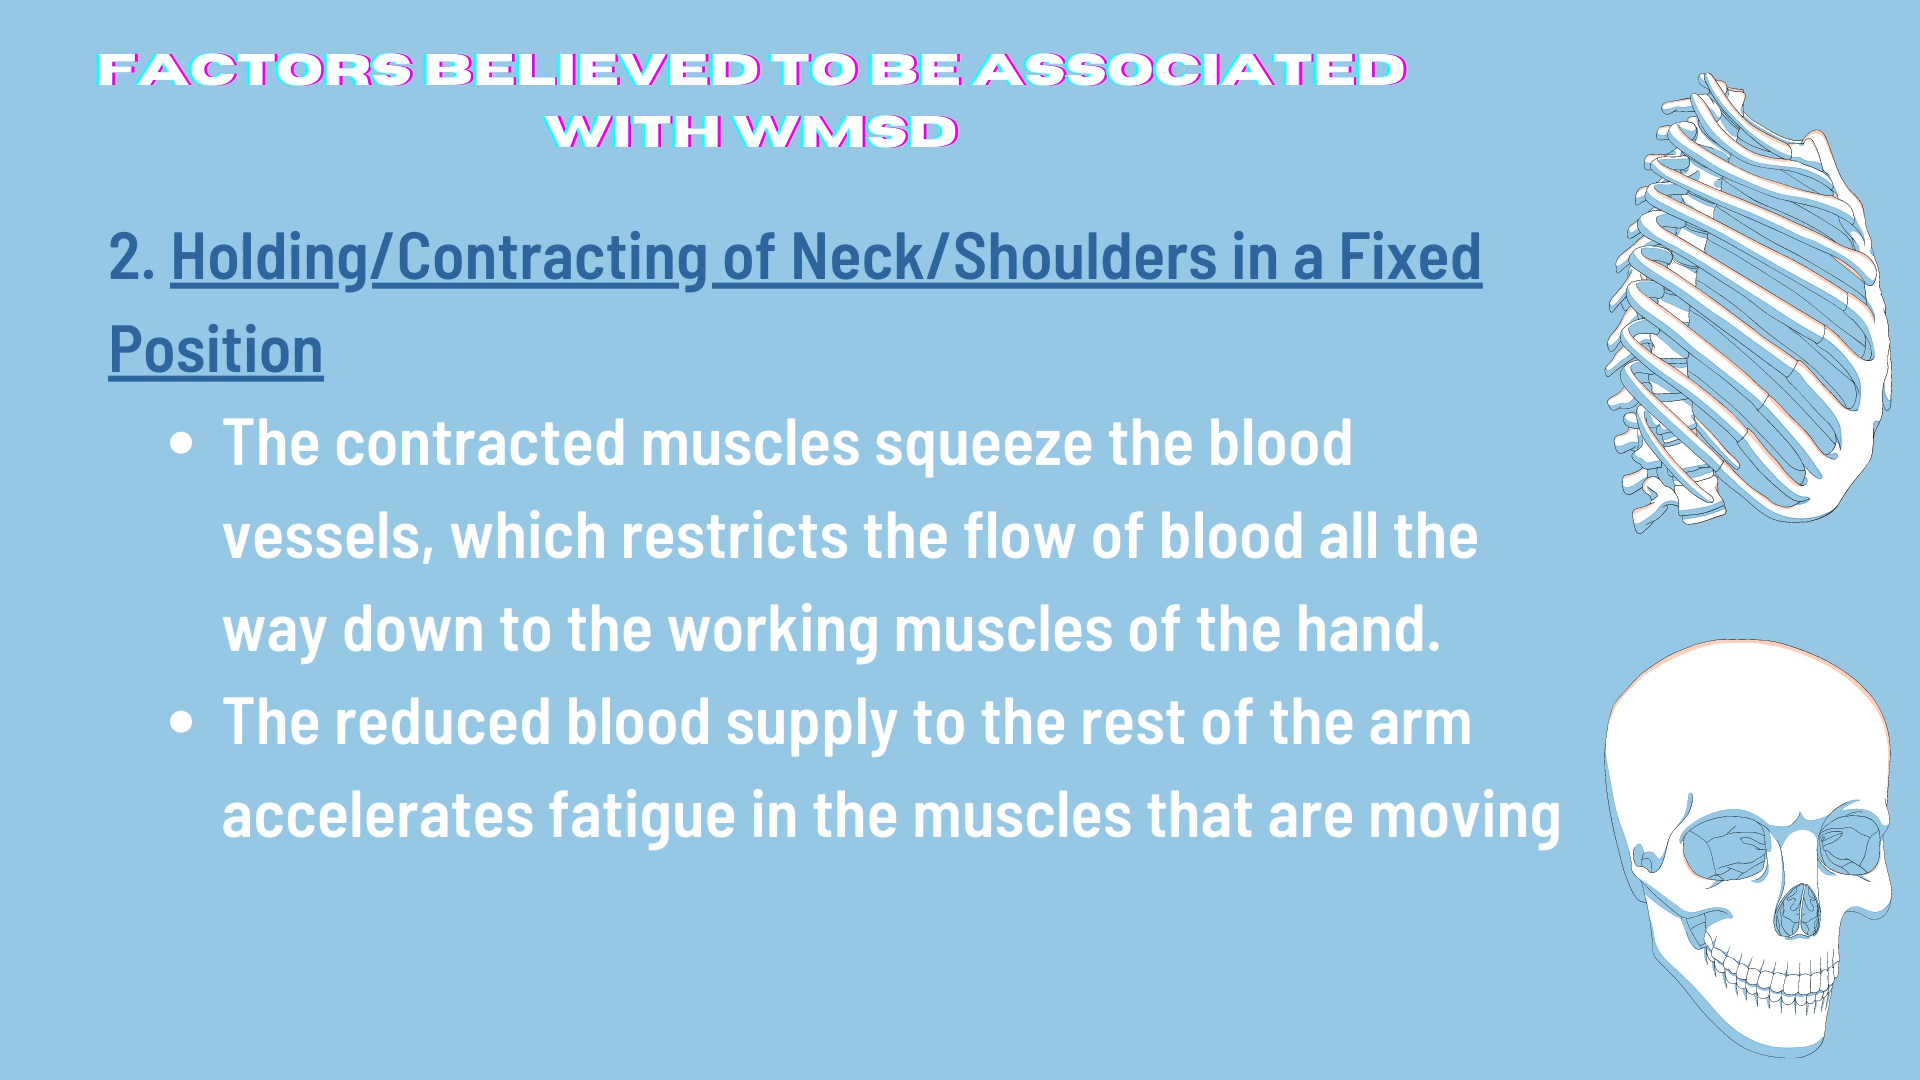 FACTORS BELIEVED TO BE ASSOCIATED
WITH WMSD
2. Holding/Contracting of Neck/Shoulders in a Fixed
Position
• The contracted muscles squeeze the blood
vessels, which restricts the flow of blood all the
way down to the working muscles of the hand.
• The reduced blood supply to the rest of the arm
accelerates fatigue in the muscles that are moving